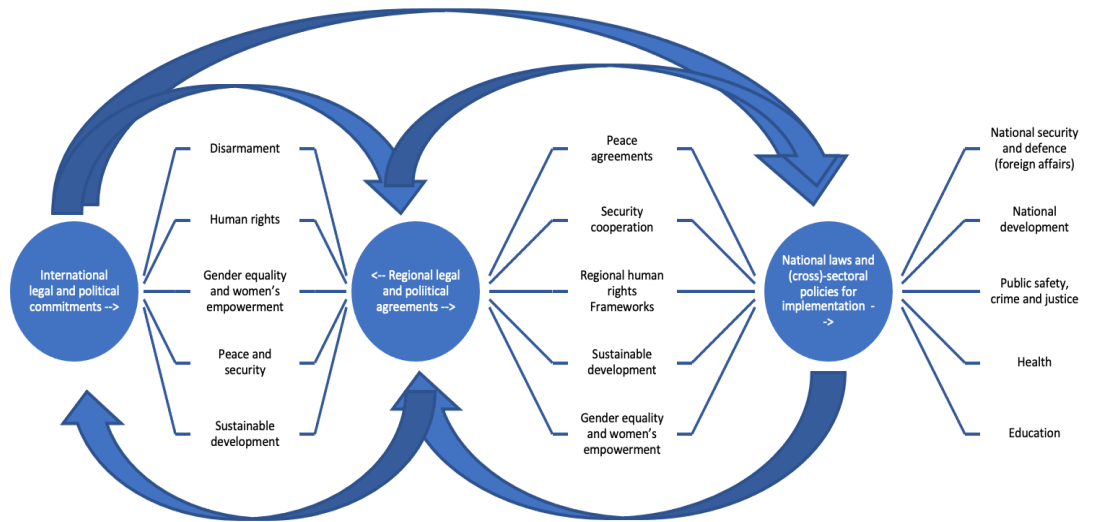 International
legal and political
commitments -->
Disarmament
Human rights
Gender equality
and women's
empowerment
Peace and
security
Sustainable
development
<-- Regional legal
and poliitical
agreements -->
Peace
agreements
Security
cooperation
Regional human
rights
Frameworks
Sustainable
development
Gender equality
and women's
empowerment
National laws and
(cross)-sectoral
policies for
implementation -
->
National security
and defence
(foreign affairs)
National
development
Public safety,
crime and justice
Health
Education